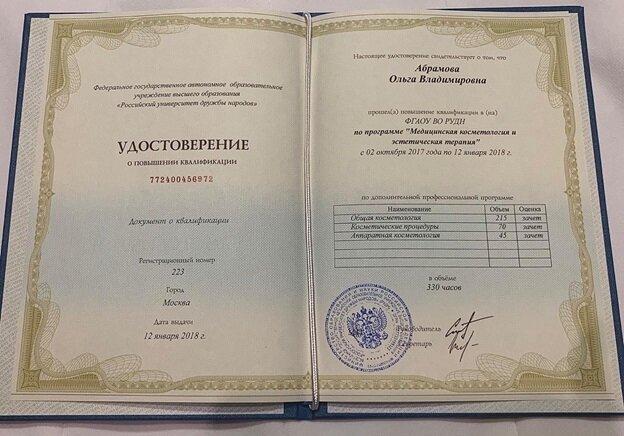 Федеральное государственное автономное образовательное
учреждение высшего образования
«Российский университет дружбы народов»
УДОСТОВЕРЕНИЕ
О ПОВЫШЕНИИ КВАЛИФИКАЦИИ
772400456972
Документ о квалификации
Регистрационный номер
223
Город
Москва
Дата выдачи
12 января 2018 г.
Настоящее удостоверение свидетельствует о том, что
Абрамова
Ольга Владимировна
прошел(а) повышение квалификации в (на)
ФГАОУ ВО РУДН
по программе "Медицинская косметология и
эстетическая терапия"
с 02 октября 2017 года по 12 января 2018 г.
по дополнительной профессиональной программе
Наименование Объем Оценка
Общая косметология 215 зачет
Косметические процедуры 70 зачет
Аппаратная косметология 45 зачет
в объёме
330 часов
Руководитель
Секретарь